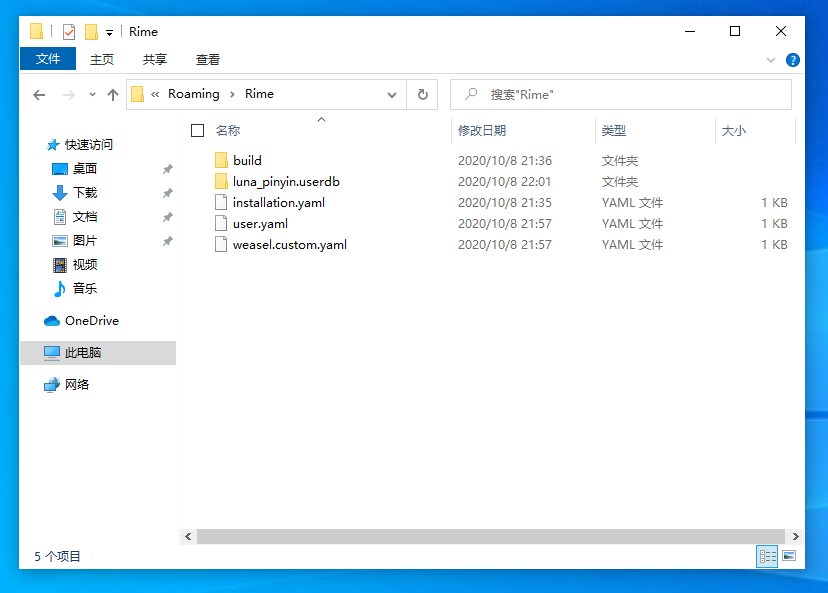 Rime
文件 主页 共享 查看
« Roaming › Rime 搜索"Rime"
名称 修改日期 类型 大小
快速访问
桌面
下载
文档
图片
视频
音乐
OneDrive
此电脑
网络
build 2020/10/8 21:36 文件夹
luna_pinyin.userdb 2020/10/8 22:01 文件夹
installation.yaml 2020/10/8 21:35 YAML 文件 1 KB
user.yaml 2020/10/8 21:57 YAML 文件 1 KB
weasel.custom.yaml 2020/10/8 21:57 YAML 文件 1 KB
5 个项目